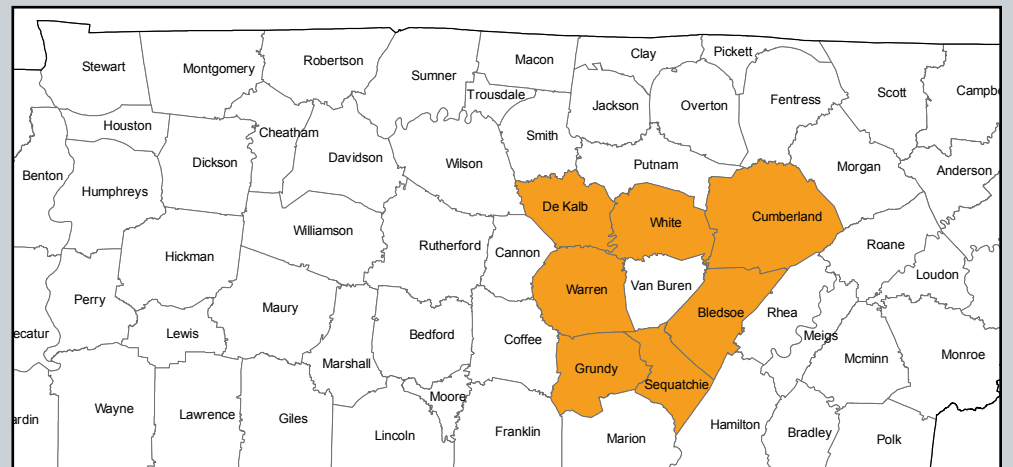 Stewart
Montgomery
Robertson
Sumner
Macon
Clay
Pickett
Trousdale
Jackson
Overton
Fentress
Scott
Campbe
Houston
Cheatham
Smith
Benton
Humphreys
Dickson
Davidson
Wilson
Putnam
Morgan
Anderson
De Kalb
White
Cumberland
Williamson
Rutherford
Cannon
Hickman
Roane
Loudon
Warren
Van Buren
Perry
Maury
Bledsoe
Rhea
ecatur
Lewis
Bedford
Coffee
Meigs
Marshall
Grundy
Mcminn
Monroe
Sequatchie
Moore
ardin
Wayne
Lawrence
Giles
Lincoln
Franklin
Marion
Hamilton
Bradley
Polk